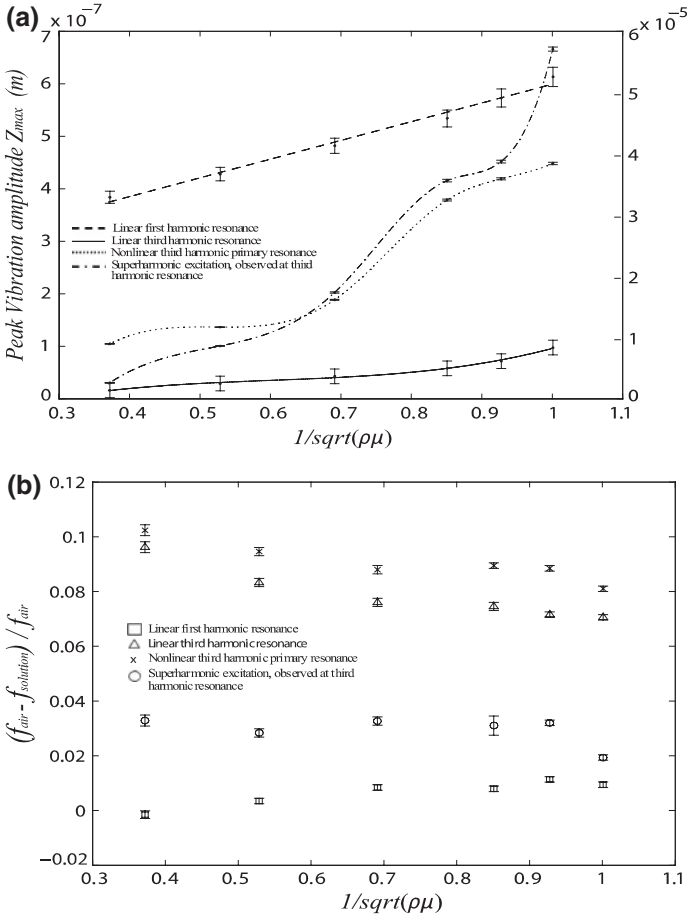 (a)
× 10⁻⁷
× 10⁻⁵
Peak Vibration amplitude Zmax (m)
7
6
5
4
3
2
1
0
6
5
4
3
2
1
0
Linear first harmonic resonance
Linear third harmonic resonance
Nonlinear third harmonic primary resonance
Superharmonic excitation, observed at third
harmonic resonance
0.3 0.4 0.5 0.6 0.7 0.8 0.9 1 1.1
1/sqrt(ρμ)
(b)
(fair - fsolution) / fair
0.12
0.1
0.08
0.06
0.04
0.02
0
−0.02
Linear first harmonic resonance
Linear third harmonic resonance
Nonlinear third harmonic primary resonance
Superharmonic excitation, observed at third
harmonic resonance
0.3 0.4 0.5 0.6 0.7 0.8 0.9 1 1.1
1/sqrt(ρμ)